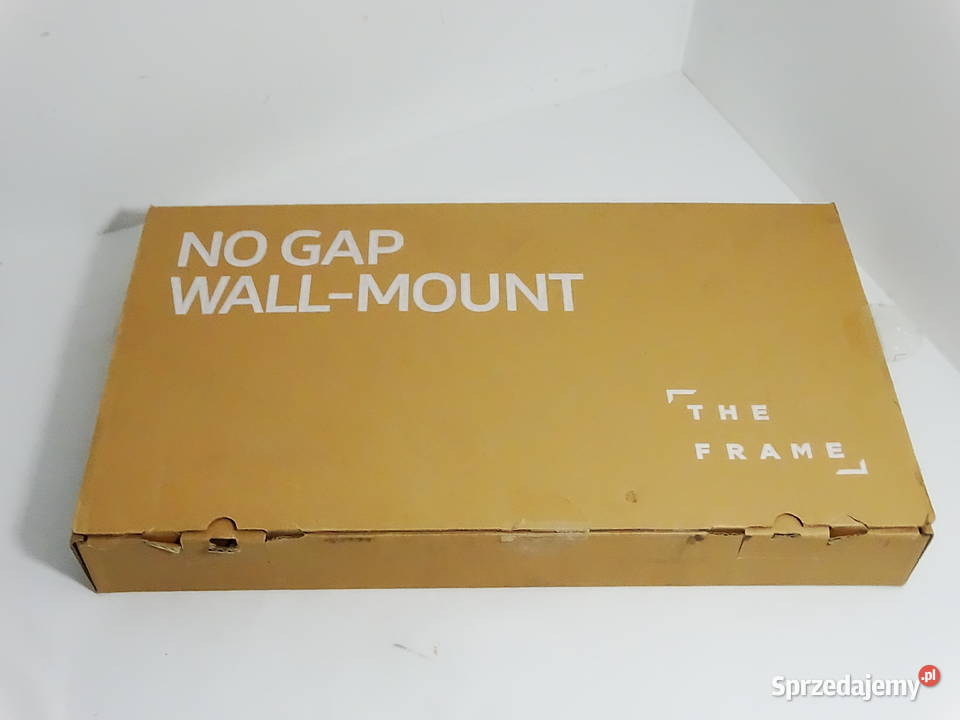 NO GAP
WALL-MOUNT
THE
FRAME
Sprzedajemy.pl